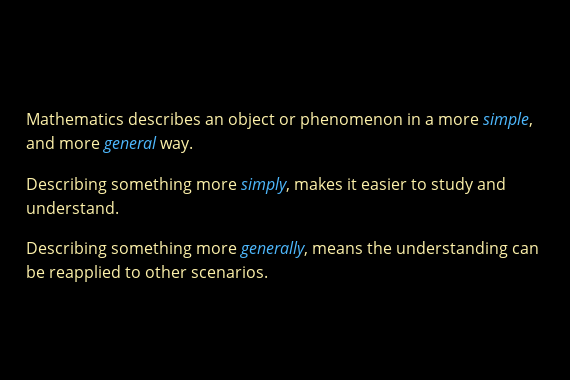 Mathematics describes an object or phenomenon in a more simple,
and more general way.
Describing something more simply, makes it easier to study and
understand.
Describing something more generally, means the understanding can
be reapplied to other scenarios.